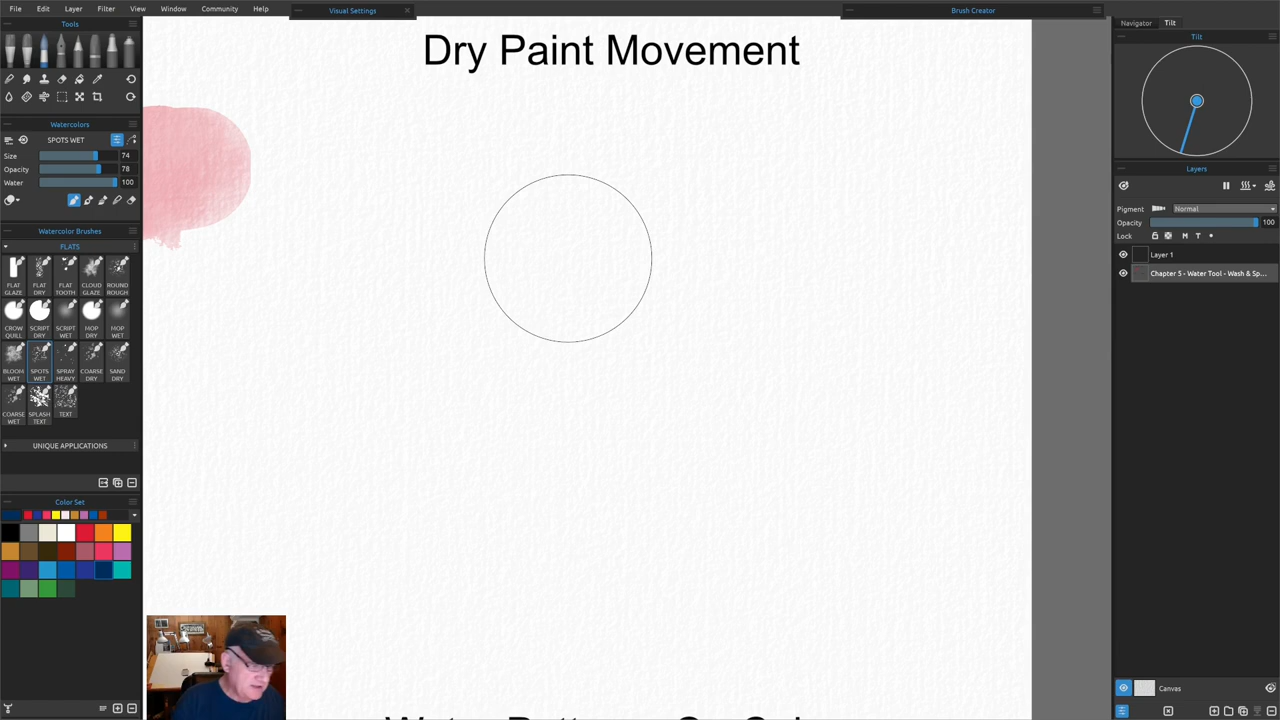 File Edit Layer Filter View Window Community Help
Visual Settings
Brush Creator
Tools
Navigator Tilt
Tilt
Dry Paint Movement
Watercolors
SPOTS WET
Size 74
Opacity 78
Water 100
Layers
Pigment Normal
Opacity 100
Lock M T
Layer 1
Chapter 5 - Water Tool - Wash & Sp...
Watercolor Brushes
FLATS
FLAT GLAZE
FLAT DRY
FLAT TOOTH
CLOUD GLAZE
ROUND ROUGH
CROW QUILL
SCRIPT DRY
SCRIPT WET
MOP DRY
MOP WET
BLOOM WET
SPOTS WET
SPRAY HEAVY
COARSE DRY
SAND DRY
COARSE WET
SPLASH TEXT
TEXT
UNIQUE APPLICATIONS
Color Set
Canvas